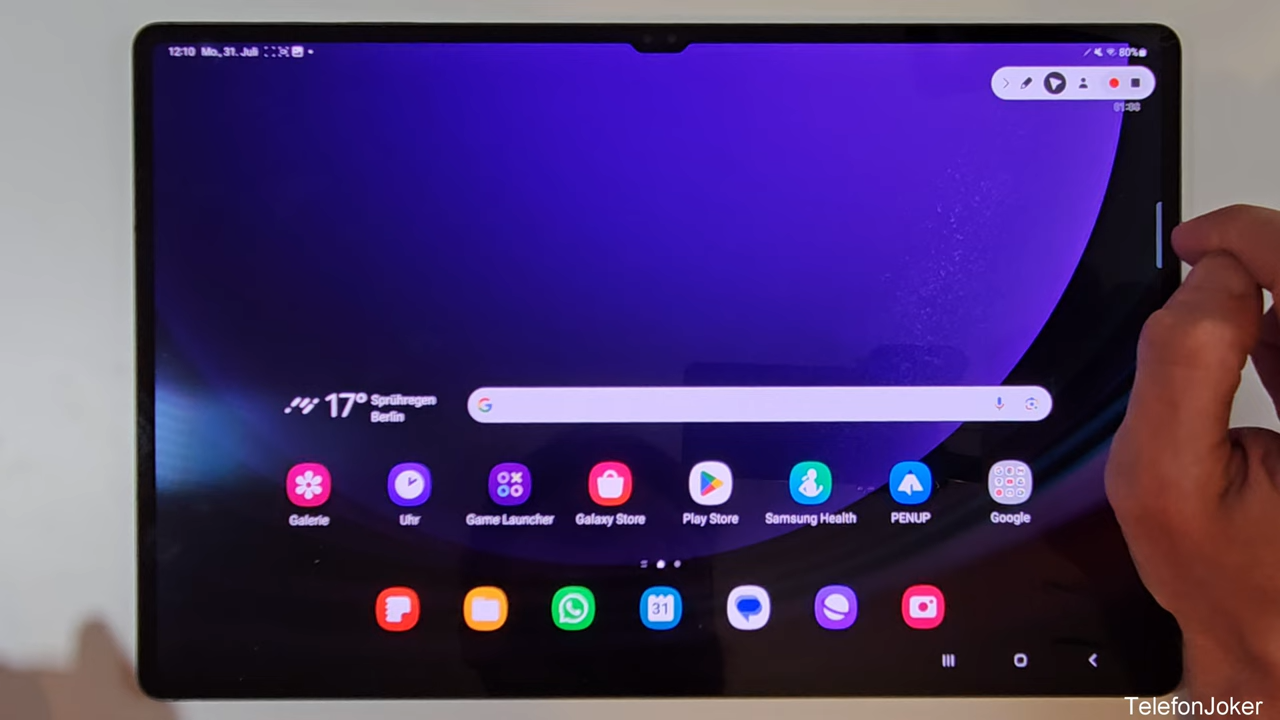 12:10 Mo., 31. Juli
80%
17°
Sprühregen
Berlin
Galerie
Uhr
Game Launcher
Galaxy Store
Play Store
Samsung Health
PENUP
Google
31
TelefonJoker